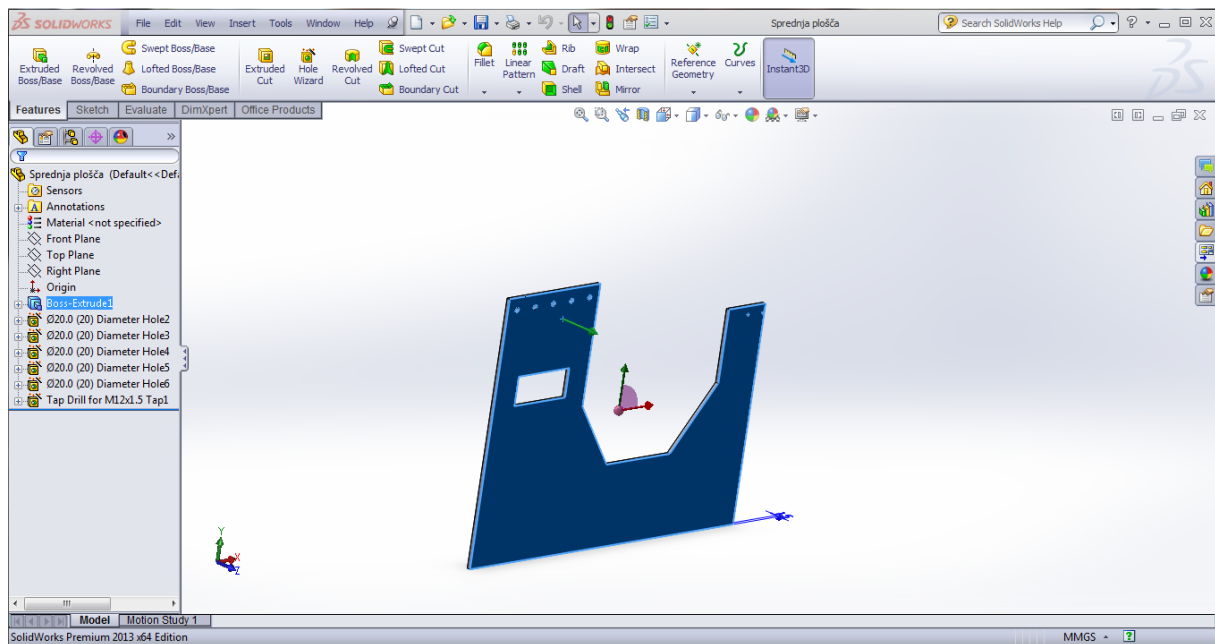 SOLIDWORKS File Edit View Insert Tools Window Help Sprednja plošča Search SolidWorks Help
Extruded Boss/Base
Revolved Boss/Base
Swept Boss/Base
Lofted Boss/Base
Boundary Boss/Base
Extruded Cut
Hole Wizard
Revolved Cut
Swept Cut
Lofted Cut
Boundary Cut
Fillet
Linear Pattern
Rib
Draft
Shell
Wrap
Intersect
Mirror
Reference Geometry
Curves
Instant3D
Features Sketch Evaluate DimXpert Office Products
Sprednja plošča (Default<<Def
Sensors
Annotations
Material <not specified>
Front Plane
Top Plane
Right Plane
Origin
Boss-Extrude1
Ø20.0 (20) Diameter Hole2
Ø20.0 (20) Diameter Hole3
Ø20.0 (20) Diameter Hole4
Ø20.0 (20) Diameter Hole5
Ø20.0 (20) Diameter Hole6
Tap Drill for M12x1.5 Tap1
Y
X
Z
Model Motion Study 1
SolidWorks Premium 2013 x64 Edition MMGS